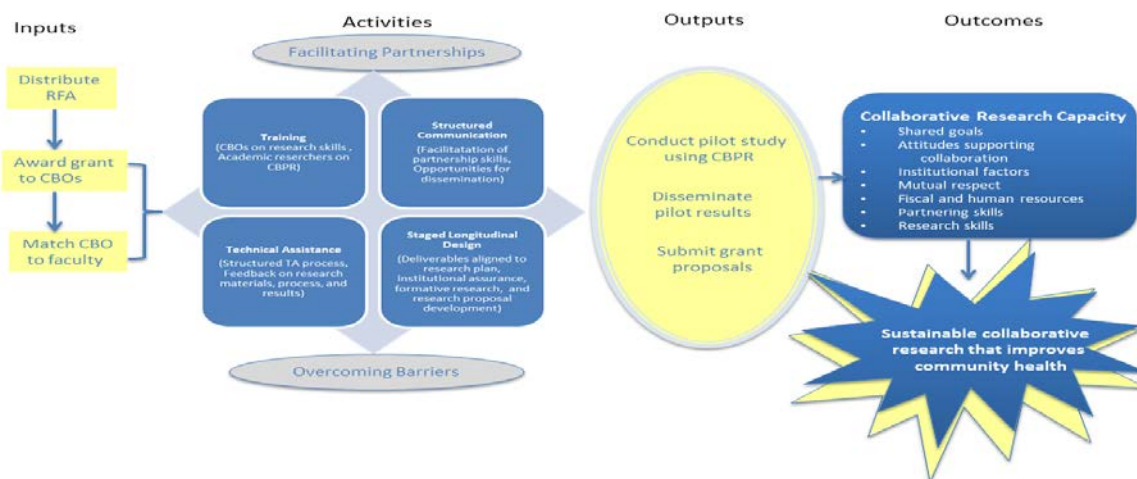 Inputs
Distribute
RFA
Award grant
to CBOs
Match CBO
to faculty
Activities
Facilitating Partnerships
Training
(CBOs on research skills ,
Academic reserchers on
CBPR)
Structured
Communication
(Facilitatation of
partnership skills,
Opportunities for
dissemination)
Technical Assistance
(Structured TA process,
Feedback on research
materials, process, and
results)
Staged Longitudinal
Design
(Deliverables aligned to
research plan,
institutional assurance,
formative research, and
research proposal
development)
Overcoming Barriers
Outputs
Conduct pilot study
using CBPR
Disseminate
pilot results
Submit grant
proposals
Outcomes
Collaborative Research Capacity
• Shared goals
• Attitudes supporting
collaboration
• Institutional factors
• Mutual respect
• Fiscal and human resources
• Partnering skills
• Research skills
Sustainable collaborative
research that improves
community health